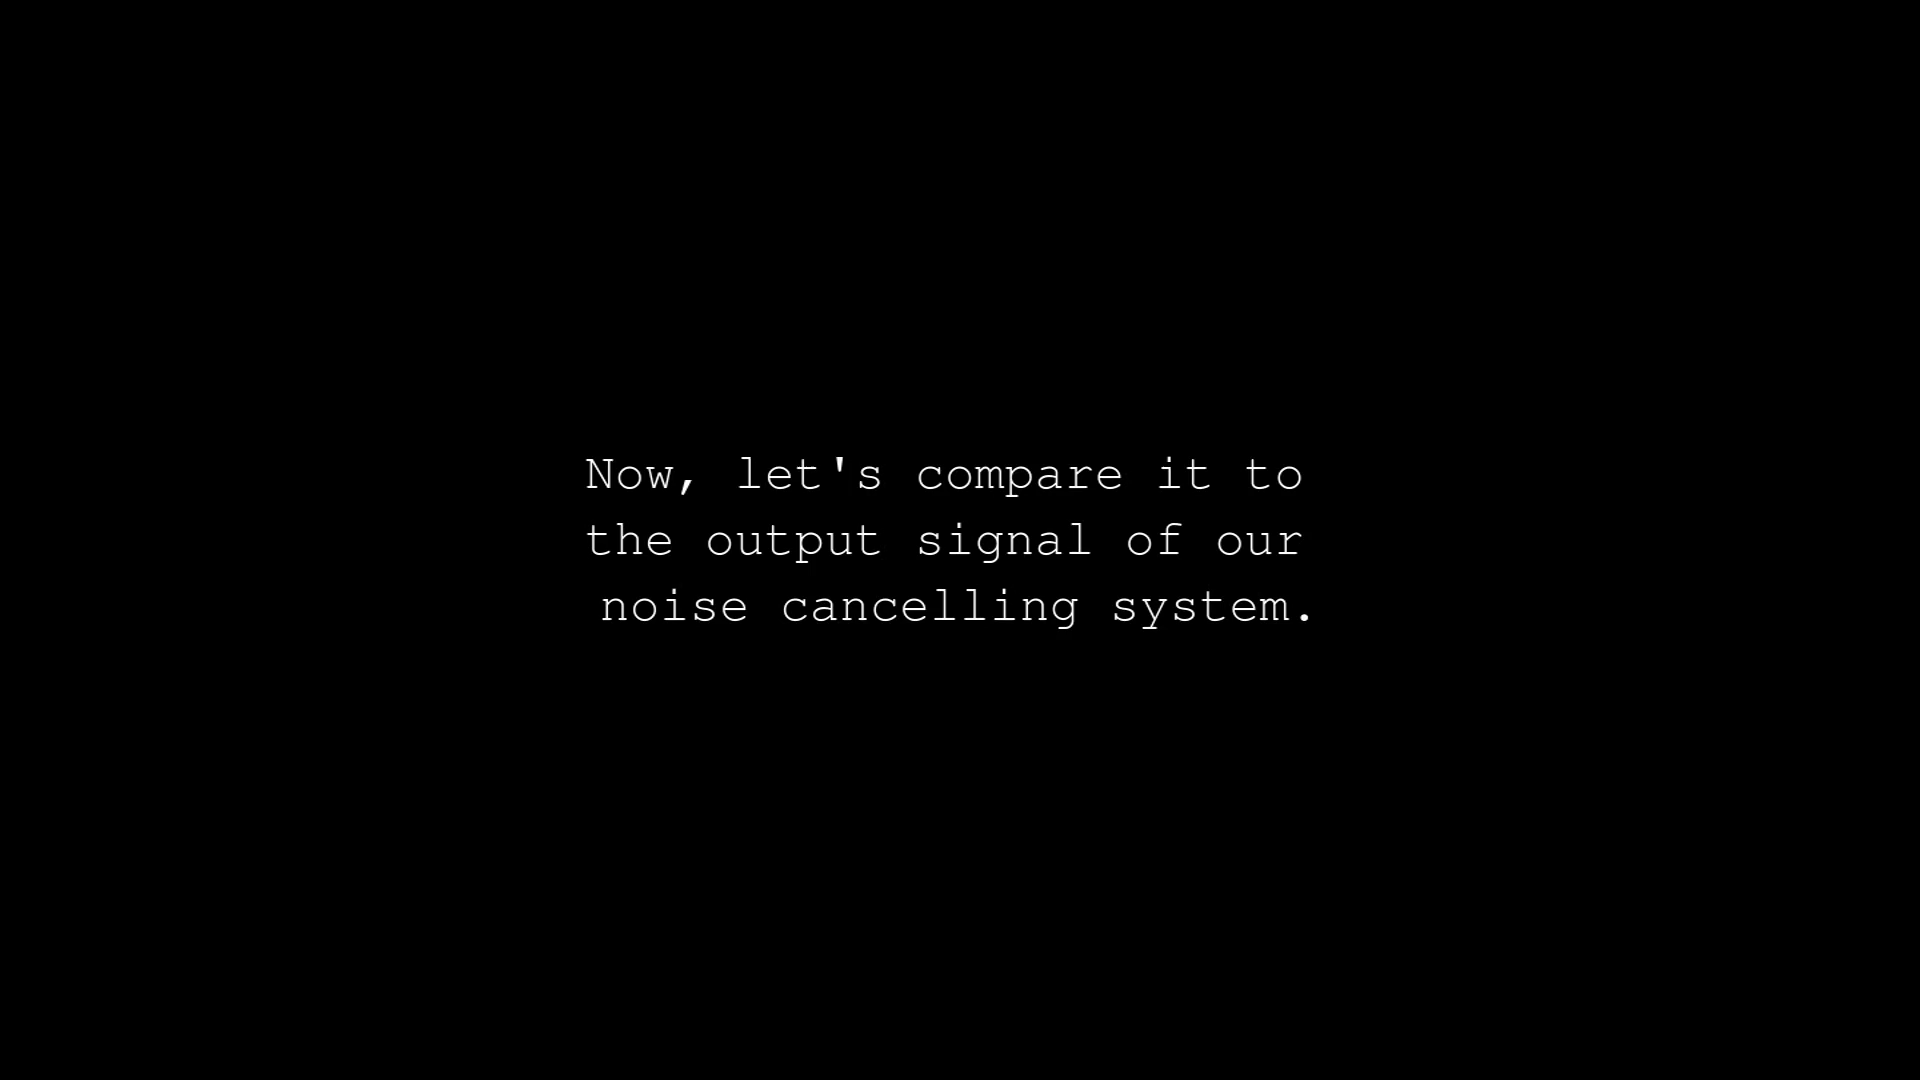 Now, let's compare it to
the output signal of our
noise cancelling system.